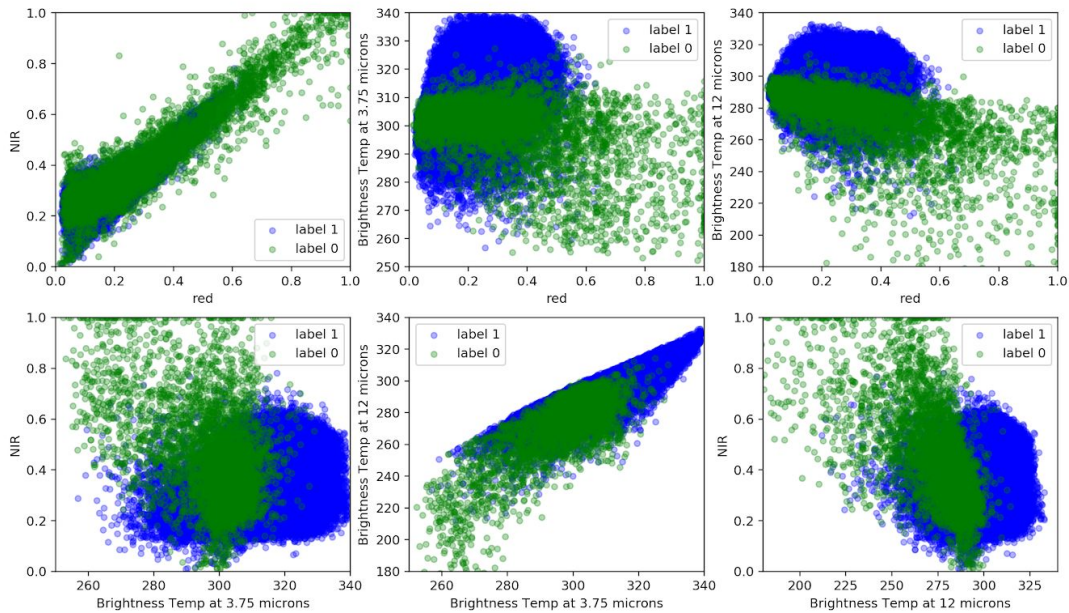 1.0
0.8
0.6
0.4
0.2
0.0
NIR
0.0 0.2 0.4 0.6 0.8 1.0
red
label 1
label 0
340
330
320
310
300
290
280
270
260
250
Brightness Temp at 3.75 microns
0.0 0.2 0.4 0.6 0.8 1.0
red
label 1
label 0
340
320
300
280
260
240
220
200
180
Brightness Temp at 12 microns
0.0 0.2 0.4 0.6 0.8 1.0
red
label 1
label 0
1.0
0.8
0.6
0.4
0.2
0.0
NIR
260 280 300 320 340
Brightness Temp at 3.75 microns
label 1
label 0
340
320
300
280
260
240
220
200
180
Brightness Temp at 12 microns
260 280 300 320 340
Brightness Temp at 3.75 microns
label 1
label 0
1.0
0.8
0.6
0.4
0.2
0.0
NIR
200 225 250 275 300 325
Brightness Temp at 12 microns
label 1
label 0